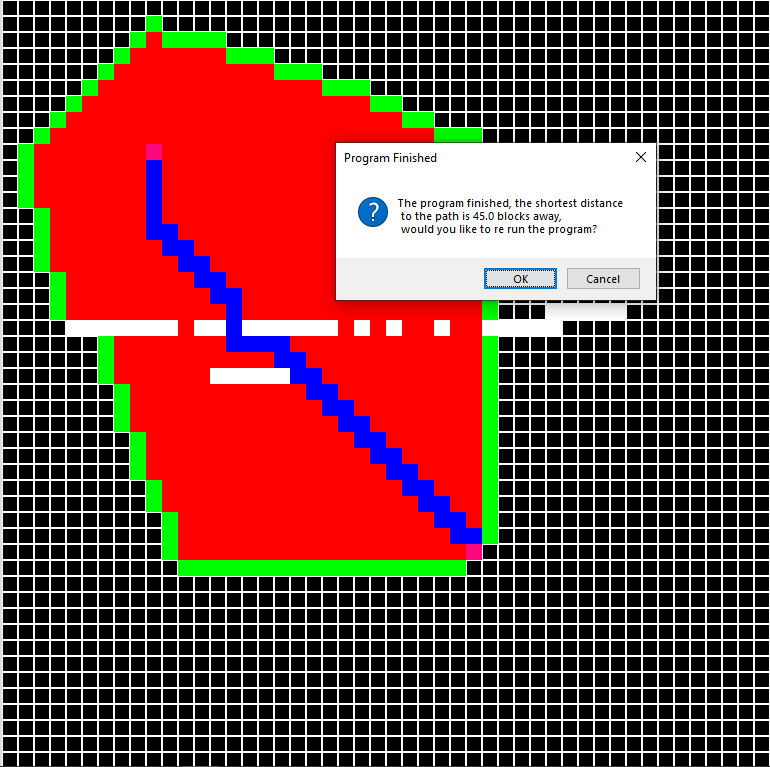 Program Finished
?
The program finished, the shortest distance
to the path is 45.0 blocks away,
would you like to re run the program?
OK
Cancel